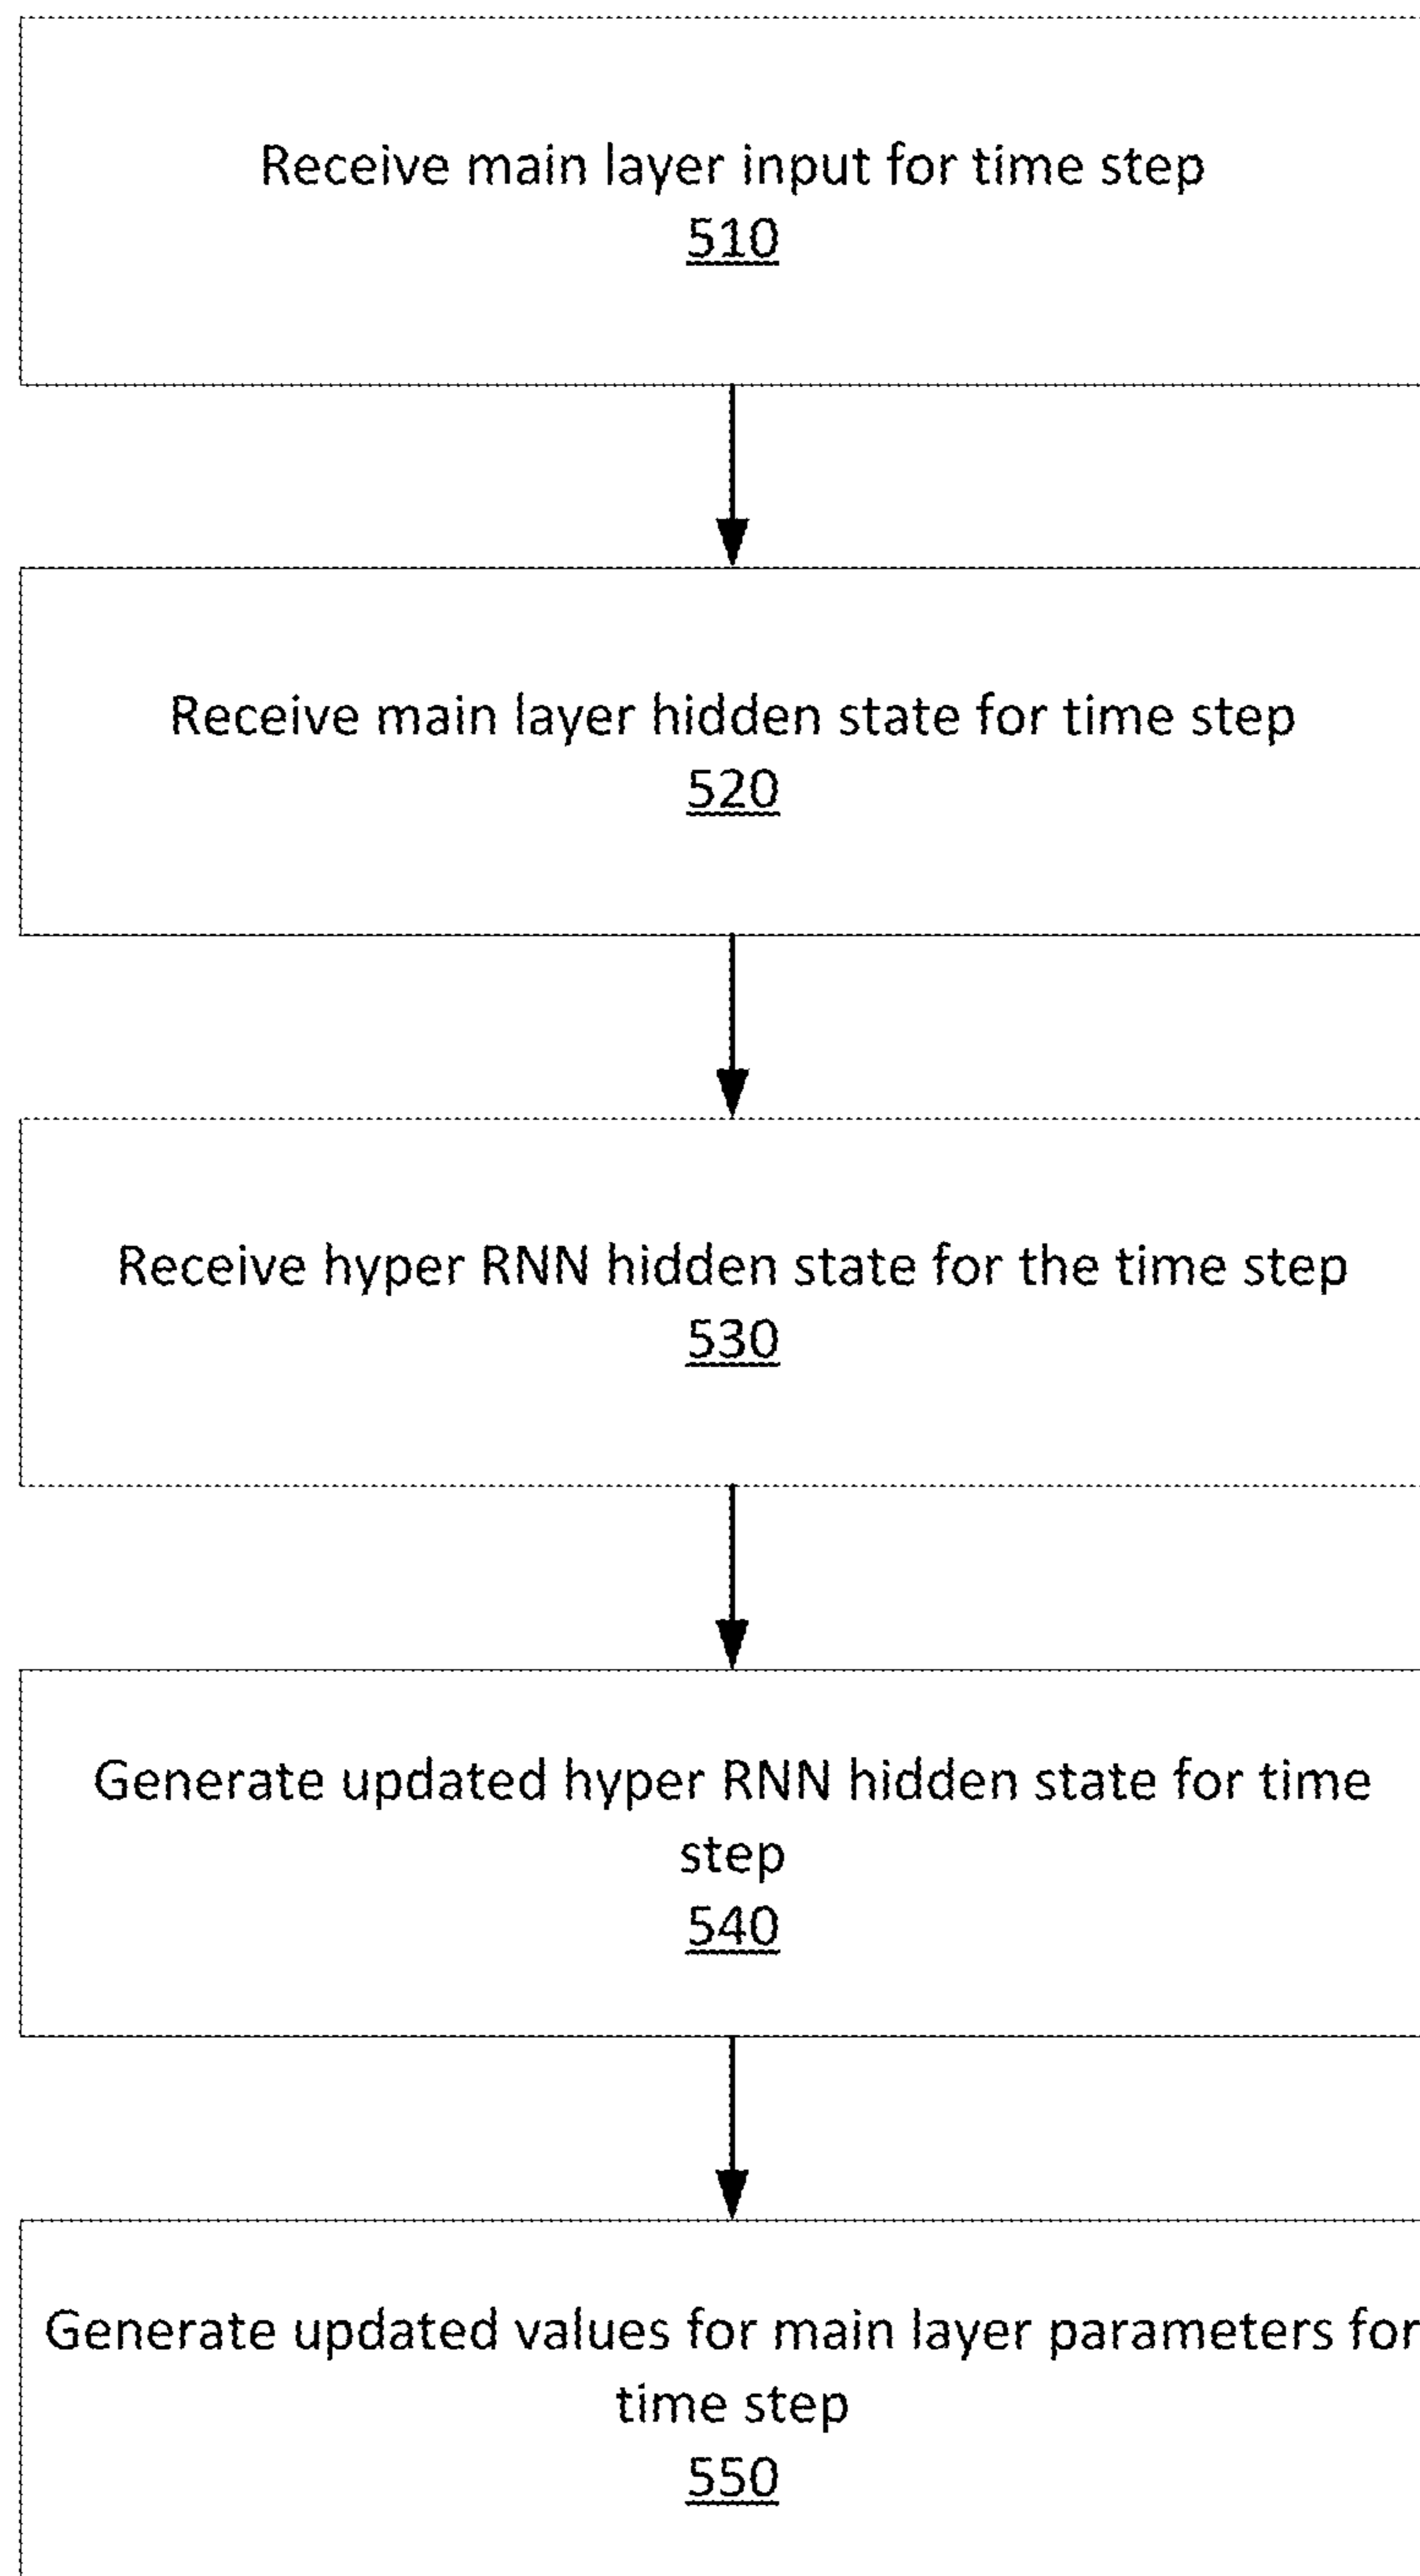 Receive main layer input for time step
510
Receive main layer hidden state for time step
520
Receive hyper RNN hidden state for the time step
530
Generate updated hyper RNN hidden state for time
step
540
Generate updated values for main layer parameters for
time step
550